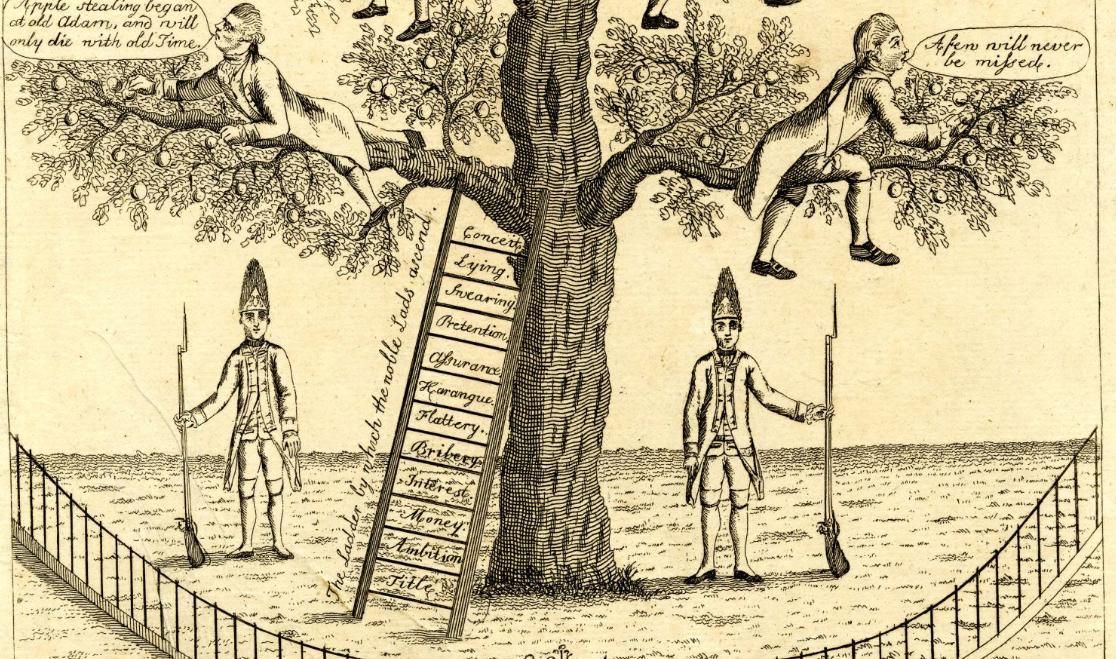 Apple stealing began
at old Adam, and will
only die with old Time.
A few will never
be miſsed.
The Ladder by which the noble Lads ascend.
Conceit
Lying.
Swearing
Pretention
Aſsurance
Harangue.
Flattery.
Bribery
Interest
Money.
Ambition
Title